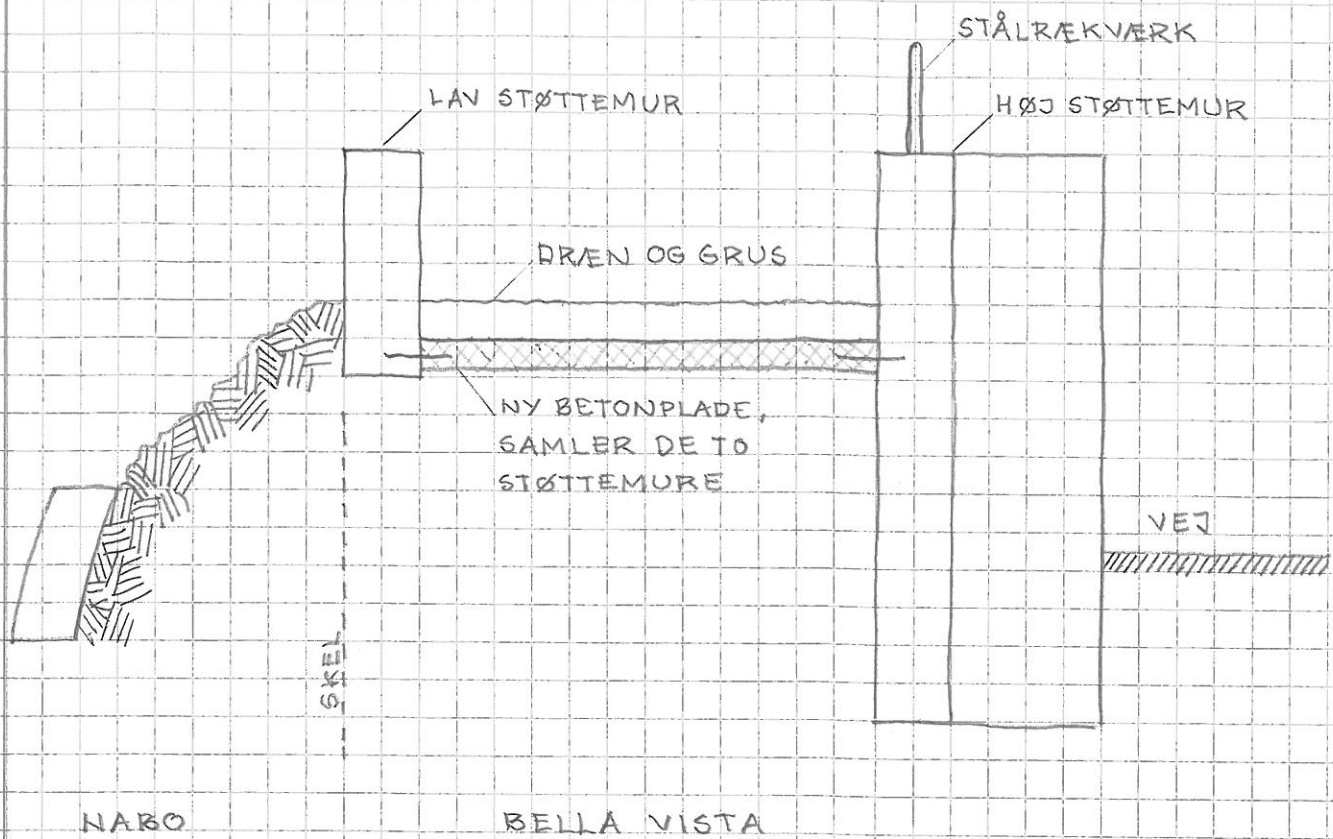 STÅLRÆKVÆRK
LAV STØTTEMUR
HØJ STØTTEMUR
DRÆN OG GRUS
NY BETONPLADE,
SAMLER DE TO
STØTTEMURE
VEJ
SKEL
NABO
BELLA VISTA